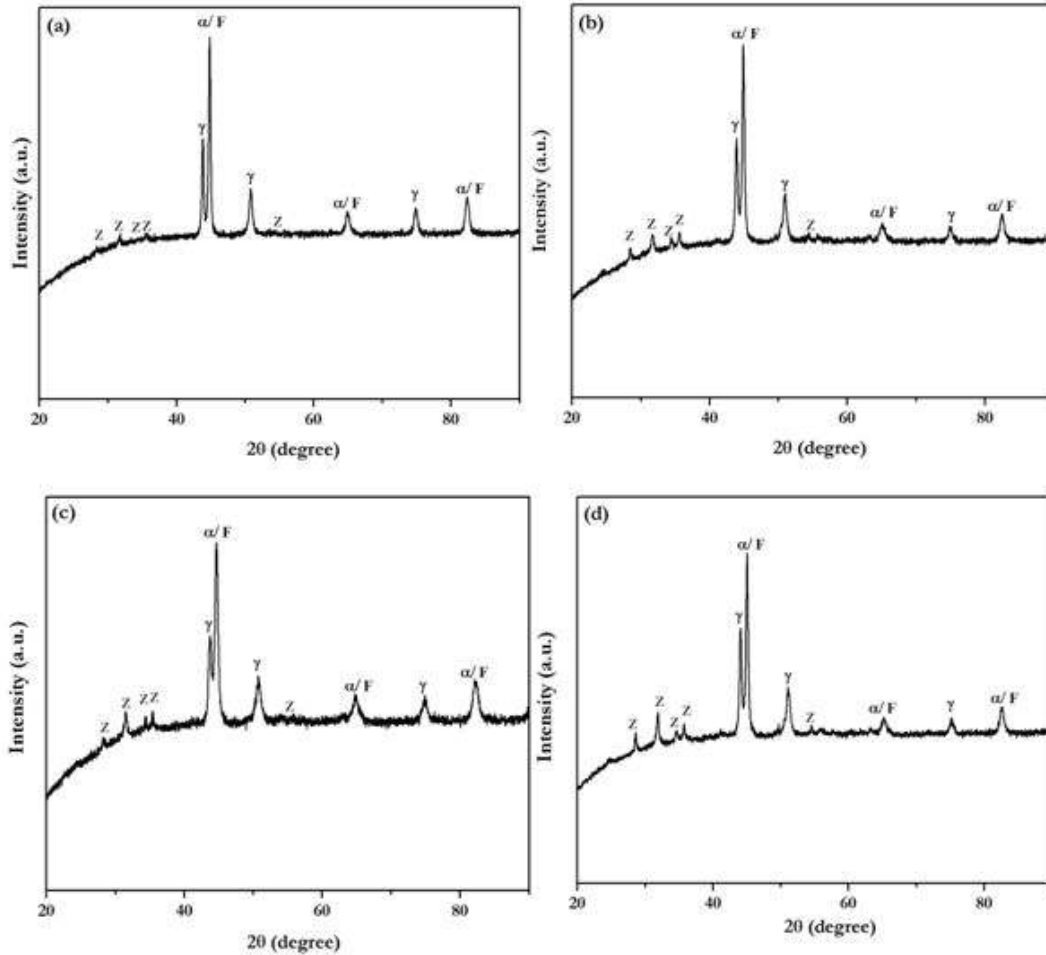 (a)
α/ F
γ
γ
Z
Z
Z
Z
Z
α/ F
γ
α/ F
Intensity (a.u.)
20
40
60
80
2θ (degree)
(b)
α/ F
γ
γ
Z
Z
Z
Z
Z
α/ F
γ
α/ F
Intensity (a.u.)
20
40
60
80
2θ (degree)
(c)
α/ F
γ
γ
Z
Z
Z
Z
Z
α/ F
γ
α/ F
Intensity (a.u.)
20
40
60
80
2θ (degree)
(d)
α/ F
γ
γ
Z
Z
Z
Z
Z
α/ F
γ
α/ F
Intensity (a.u.)
20
40
60
80
2θ (degree)